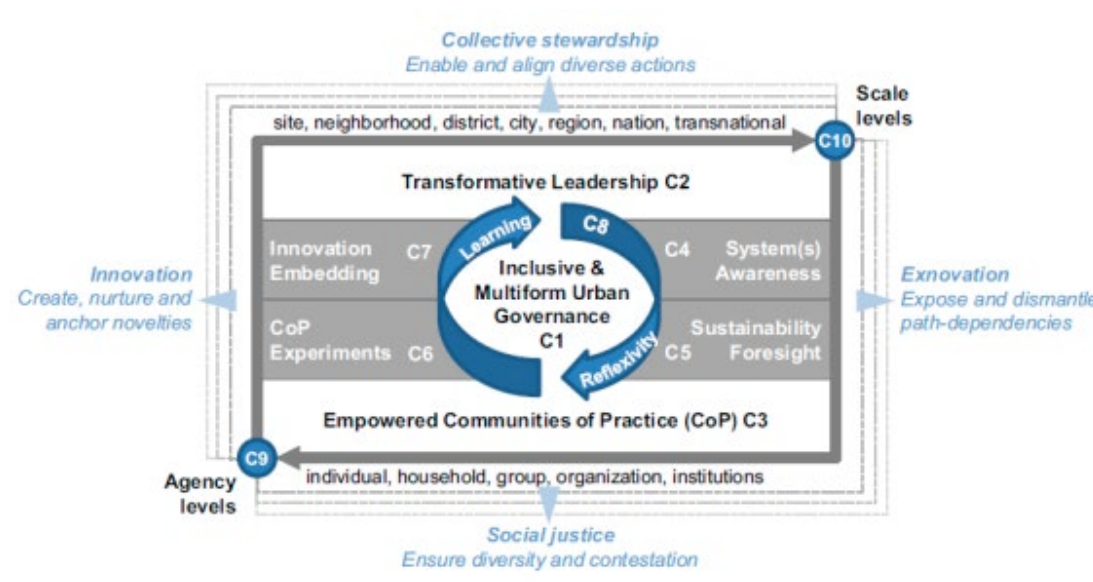 Collective stewardship
Enable and align diverse actions
Scale
levels
site, neighborhood, district, city, region, nation, transnational
C10
Transformative Leadership C2
Learning
C8
Innovation
Embedding
C7
C4
System(s)
Awareness
Innovation
Create, nurture and
anchor novelties
Inclusive &
Multiform Urban
Governance
C1
Exnovation
Expose and dismantle
path-dependencies
CoP
Experiments
C6
C5
Sustainability
Foresight
Reflexivity
Empowered Communities of Practice (CoP) C3
C9
Agency
levels
individual, household, group, organization, institutions
Social justice
Ensure diversity and contestation